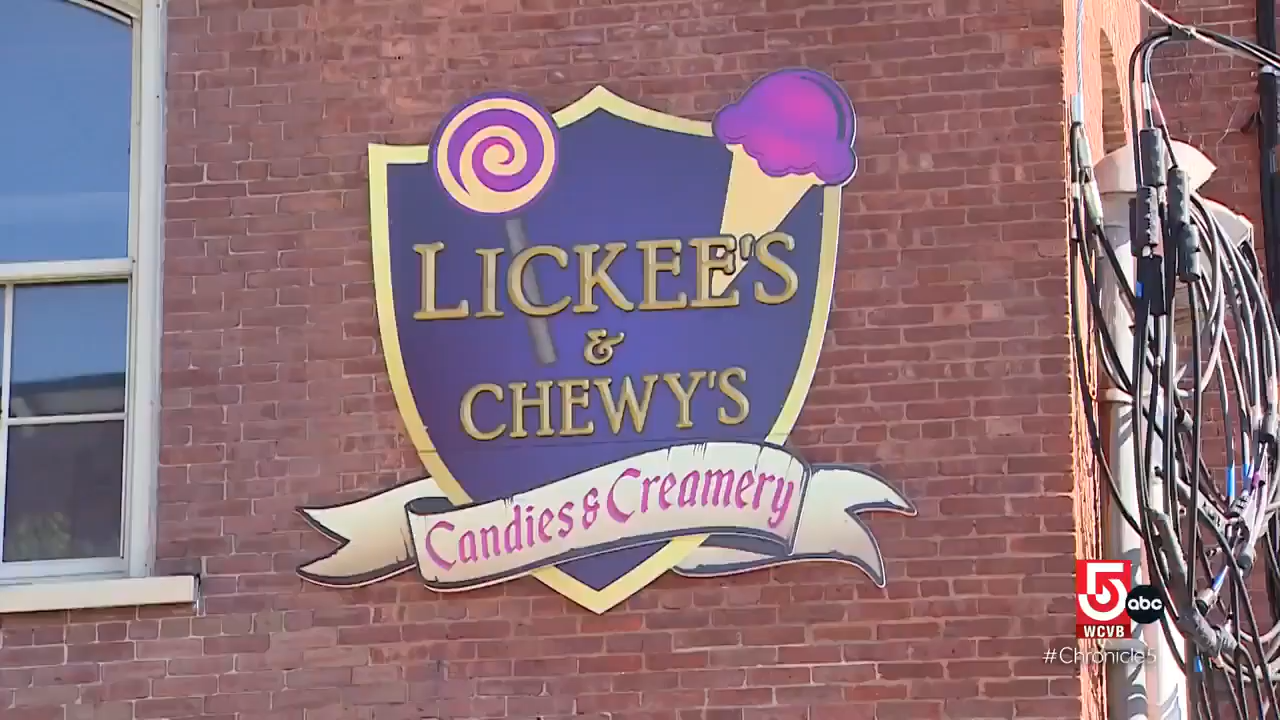 LICKEE'S
&
CHEWY'S
Candies & Creamery
5
abc
WCVB
#Chronicle5